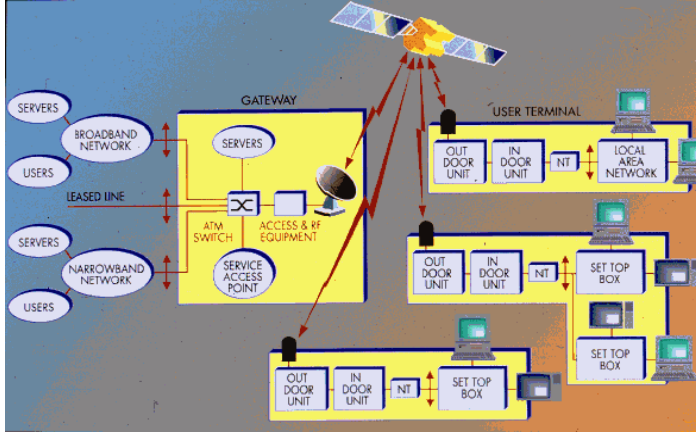 GATEWAY
SERVERS
BROADBAND
NETWORK
USERS
LEASED LINE
SERVERS
NARROWBAND
NETWORK
USERS
SERVERS
ATM
SWITCH
ACCESS & RF
EQUIPMENT
SERVICE
ACCESS
POINT
USER TERMINAL
OUT
DOOR
UNIT
IN
DOOR
UNIT
NT
LOCAL
AREA
NETWORK
OUT
DOOR
UNIT
IN
DOOR
UNIT
NT
SET TOP
BOX
SET TOP
BOX
OUT
DOOR
UNIT
IN
DOOR
UNIT
NT
SET TOP
BOX